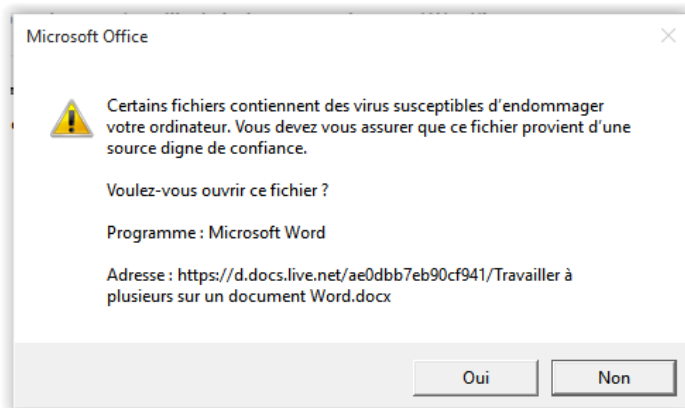 Microsoft Office
Certains fichiers contiennent des virus susceptibles d'endommager
votre ordinateur. Vous devez vous assurer que ce fichier provient d'une
source digne de confiance.
Voulez-vous ouvrir ce fichier ?
Programme : Microsoft Word
Adresse : https://d.docs.live.net/ae0dbb7eb90cf941/Travailler à
plusieurs sur un document Word.docx
Oui
Non